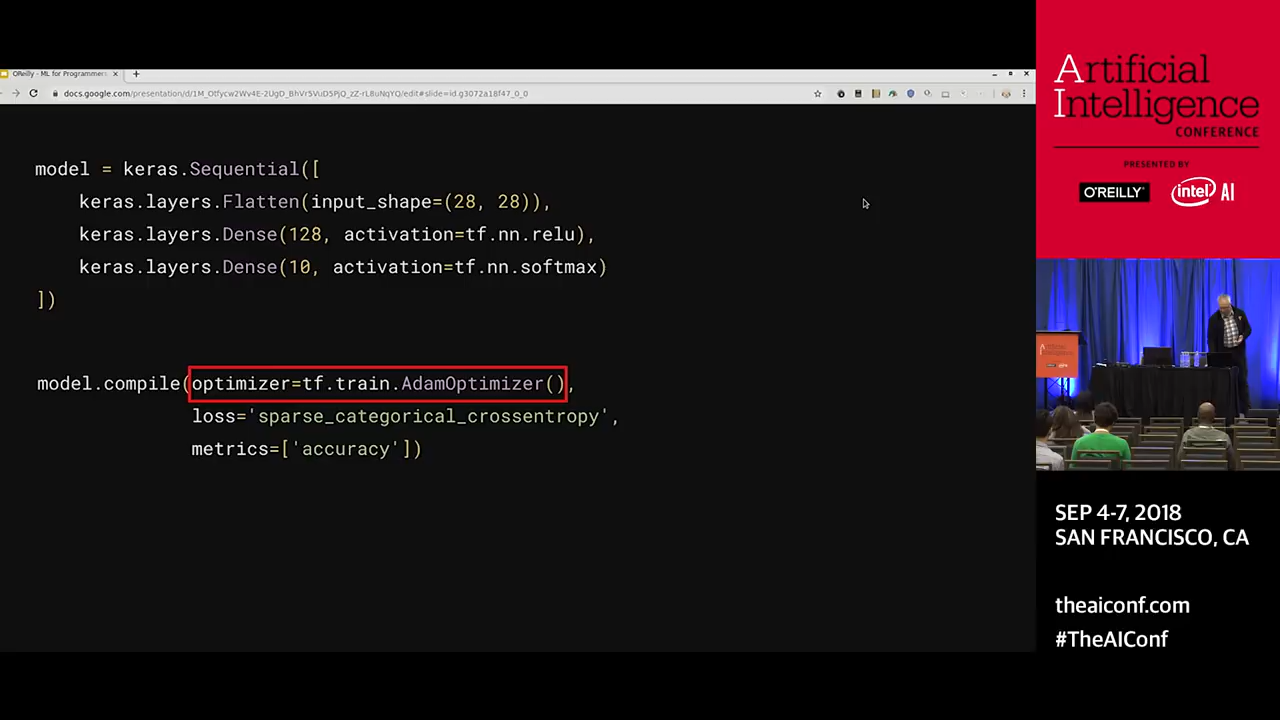 OReilly - ML for Programmers
docs.google.com/presentation/d/1M_Otfycw2Wv4E-2UgD_BhVr5VuD5PjO_zZ-rL8uNqYQ/edit#slide=id.g3072a18f47_0_0
model = keras.Sequential([
keras.layers.Flatten(input_shape=(28, 28)),
keras.layers.Dense(128, activation=tf.nn.relu),
keras.layers.Dense(10, activation=tf.nn.softmax)
])
model.compile(optimizer=tf.train.AdamOptimizer(),
loss='sparse_categorical_crossentropy',
metrics=['accuracy'])
Artificial
Intelligence
CONFERENCE
PRESENTED BY
O'REILLY
intel AI
Artificial
Intelligence
SEP 4-7, 2018
SAN FRANCISCO, CA
theaiconf.com
#TheAIConf